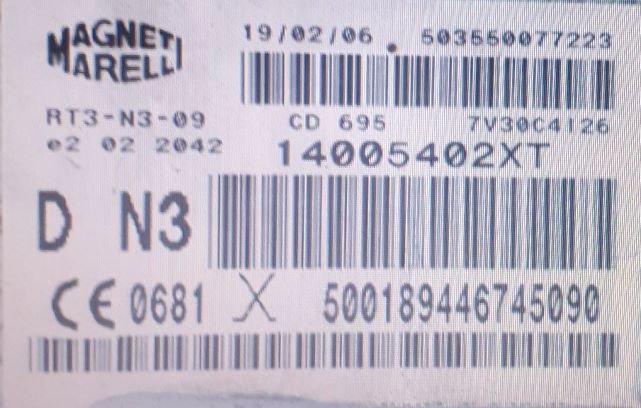 MAGNETI
MARELLI
19/02/06 . 503550077223
RT3-N3-09 CD 695 7V30C4126
e2 02 2042 14005402XT
D N3
CE 0681 X 500189446745090